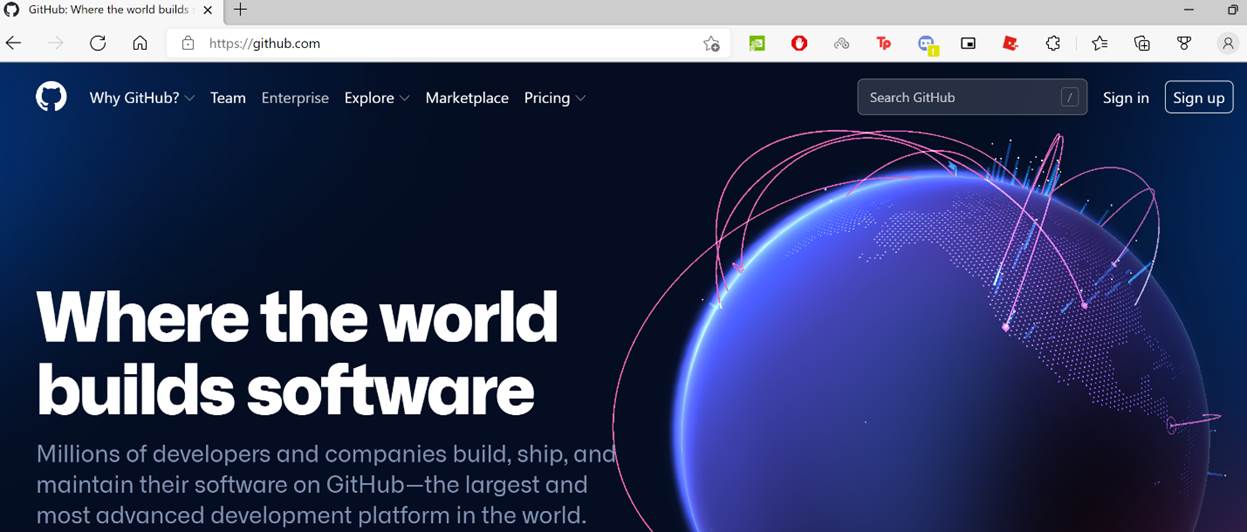 GitHub: Where the world builds
https://github.com
Tp
Why GitHub? Team Enterprise Explore Marketplace Pricing
Search GitHub / Sign in Sign up
Where the world
builds software
Millions of developers and companies build, ship, and
maintain their software on GitHub—the largest and
most advanced development platform in the world.